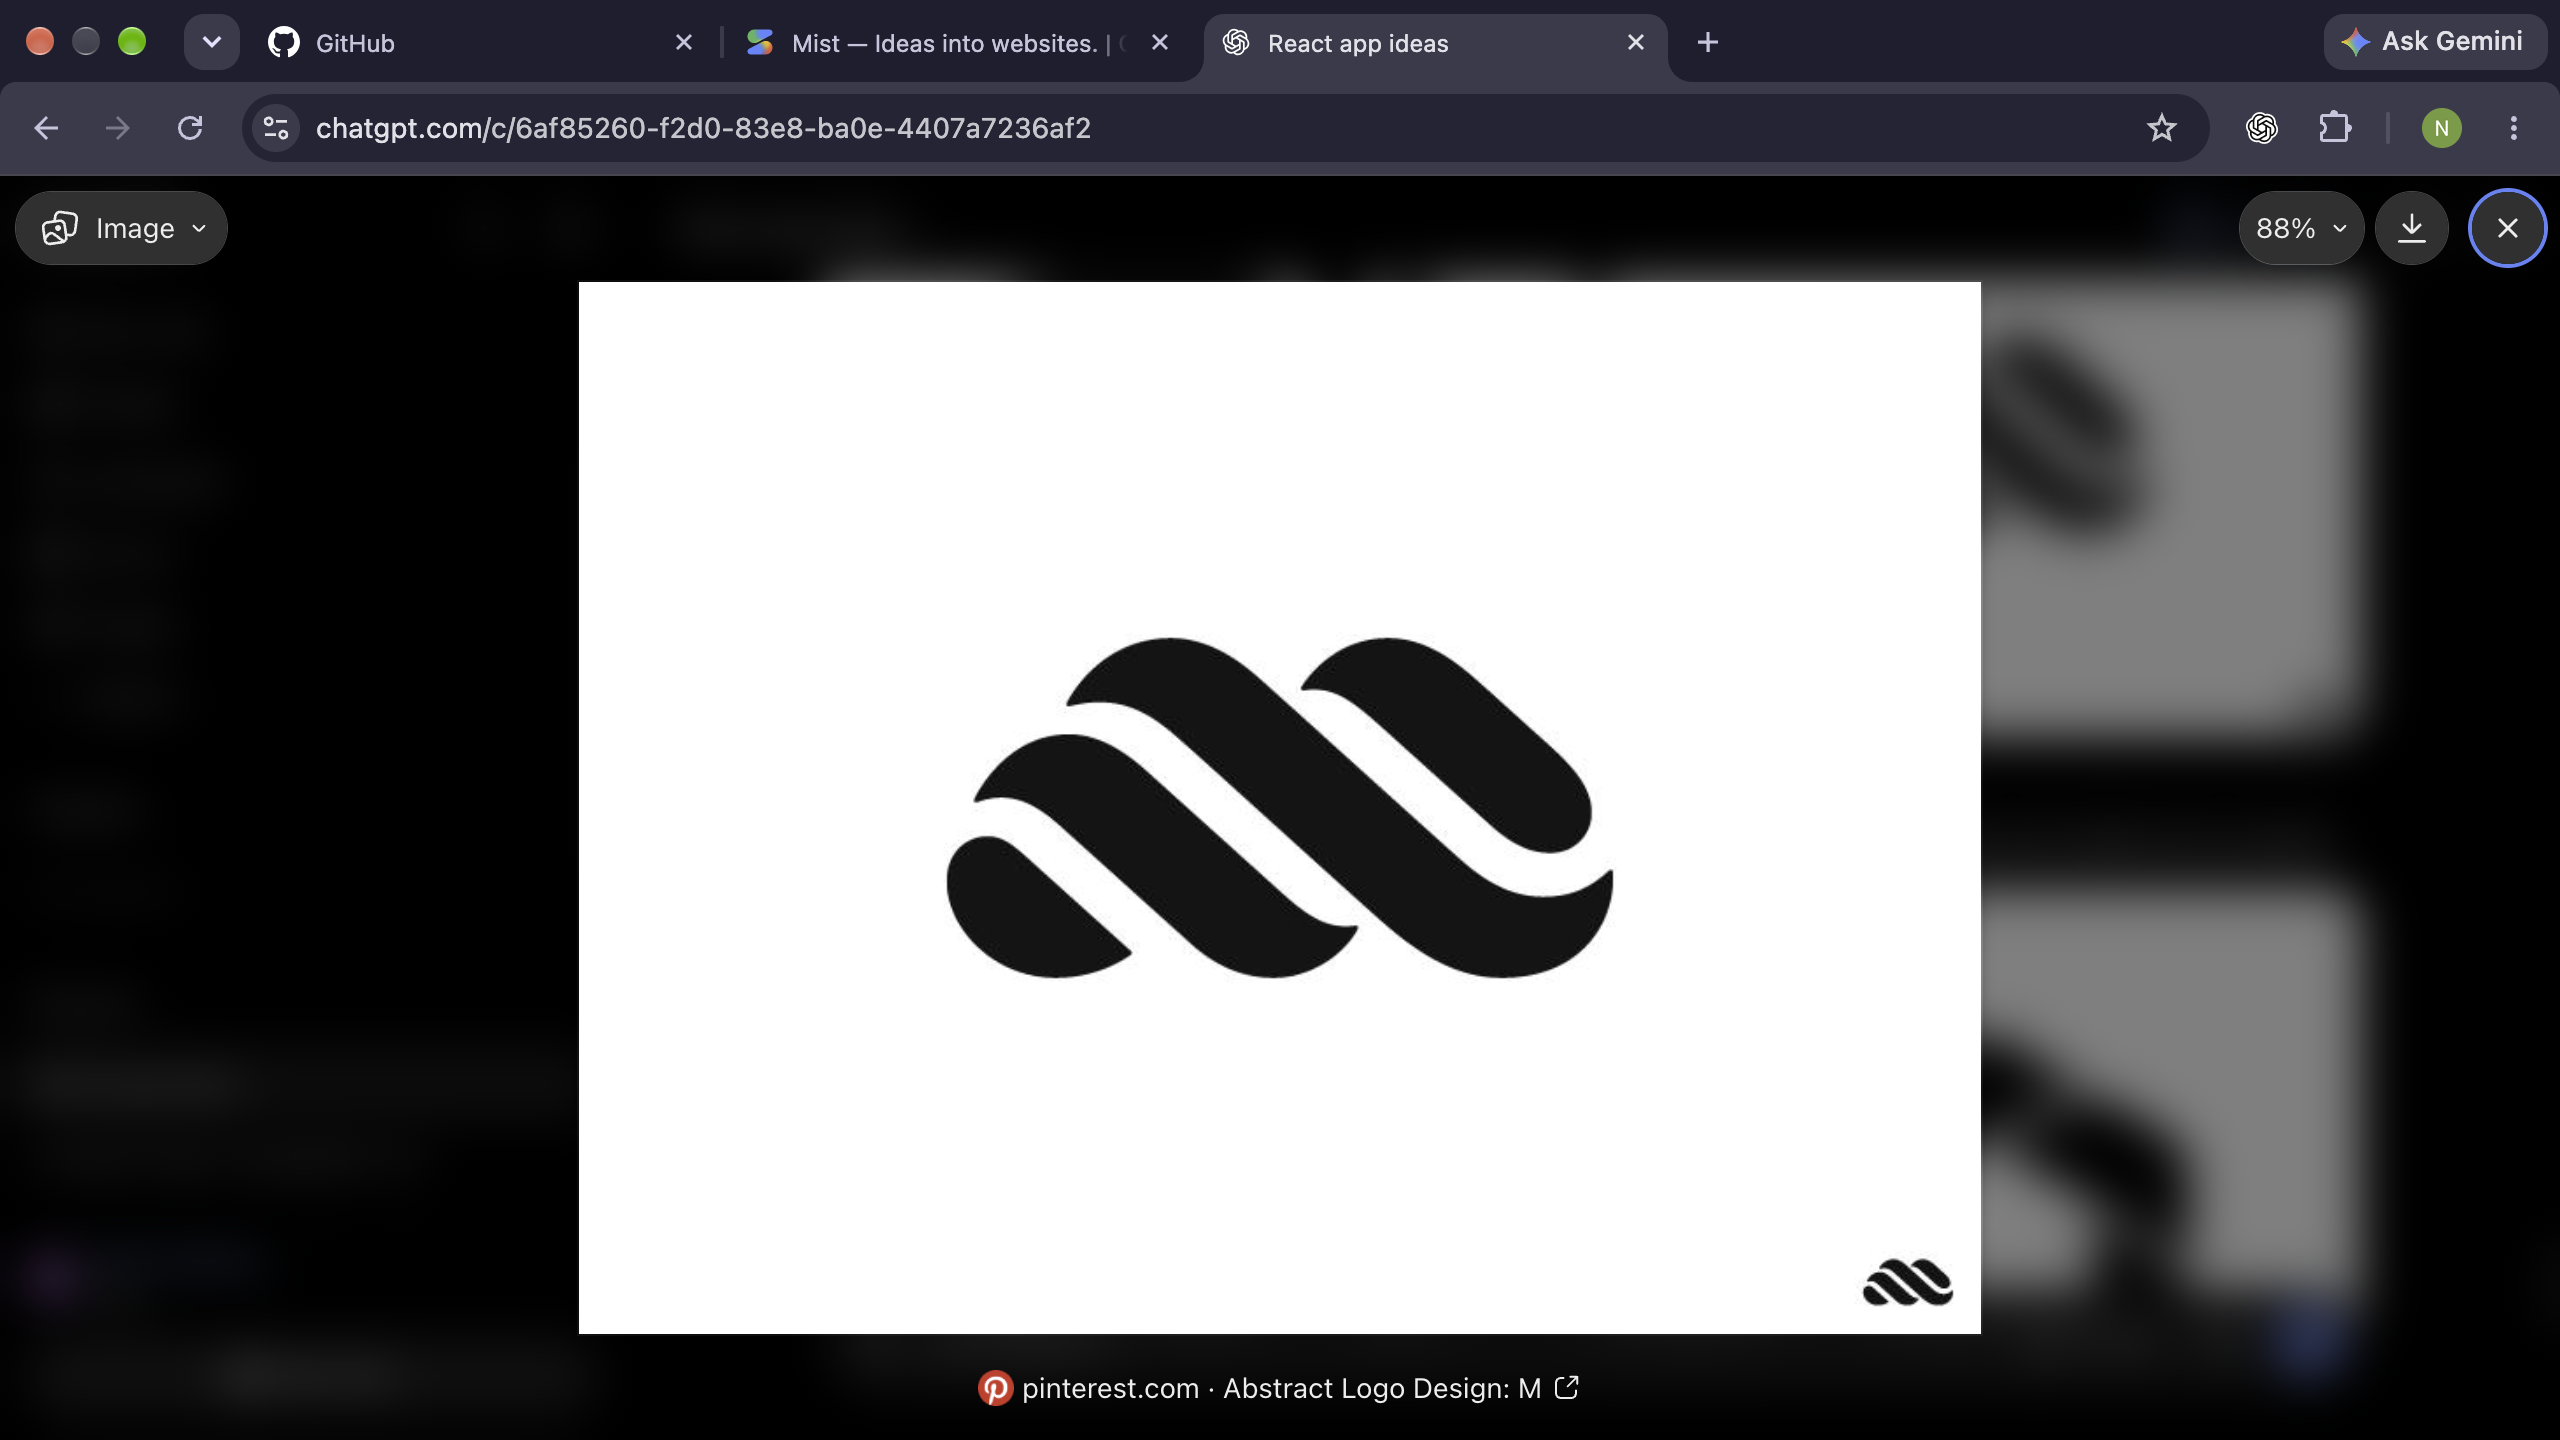 GitHub
Mist — Ideas into websites. |
React app ideas
Ask Gemini
chatgpt.com/c/6af85260-f2d0-83e8-ba0e-4407a7236af2
N
Image
88%
pinterest.com · Abstract Logo Design: M